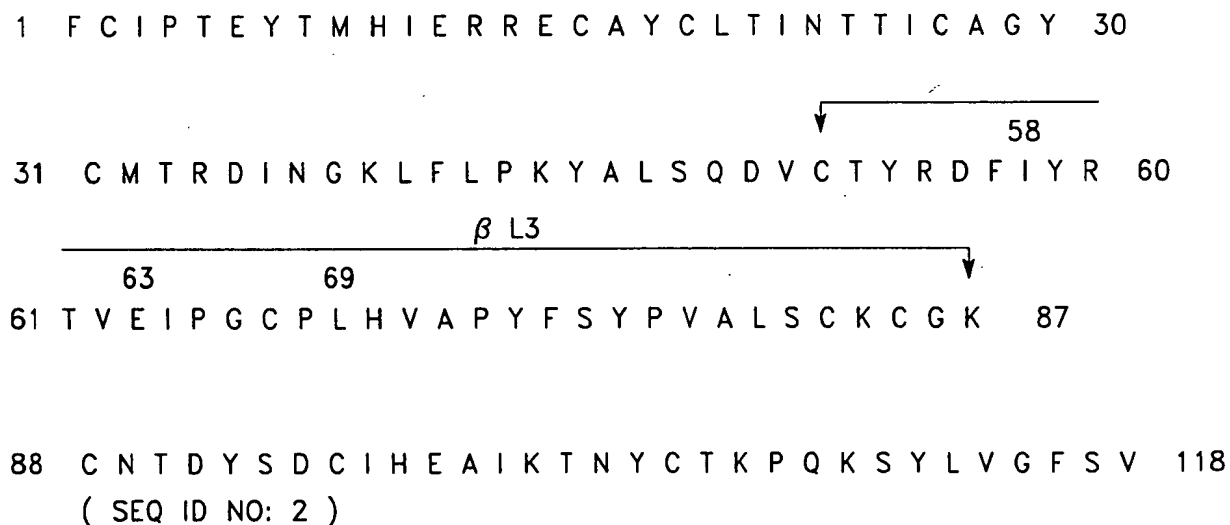 1 F C I P T E Y T M H I E R R E C A Y C L T I N T T I C A G Y 30
58
31 C M T R D I N G K L F L P K Y A L S Q D V C T Y R D F I Y R 60
β L3
63 69
61 T V E I P G C P L H V A P Y F S Y P V A L S C K C G K 87
88 C N T D Y S D C I H E A I K T N Y C T K P Q K S Y L V G F S V 118
( SEQ ID NO: 2 )